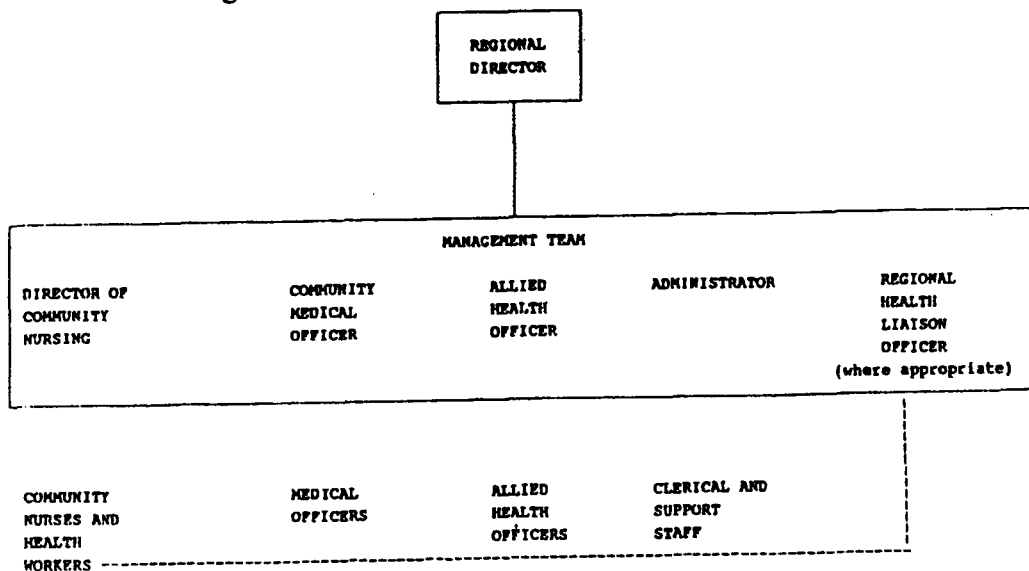 REGIONAL
DIRECTOR
MANAGEMENT TEAM
DIRECTOR OF
COMMUNITY
NURSING
COMMUNITY
MEDICAL
OFFICER
ALLIED
HEALTH
OFFICER
ADMINISTRATOR
REGIONAL
HEALTH
LIAISON
OFFICER
(where appropriate)
COMMUNITY
NURSES AND
HEALTH
WORKERS
MEDICAL
OFFICERS
ALLIED
HEALTH
OFFICERS
CLERICAL AND
SUPPORT
STAFF